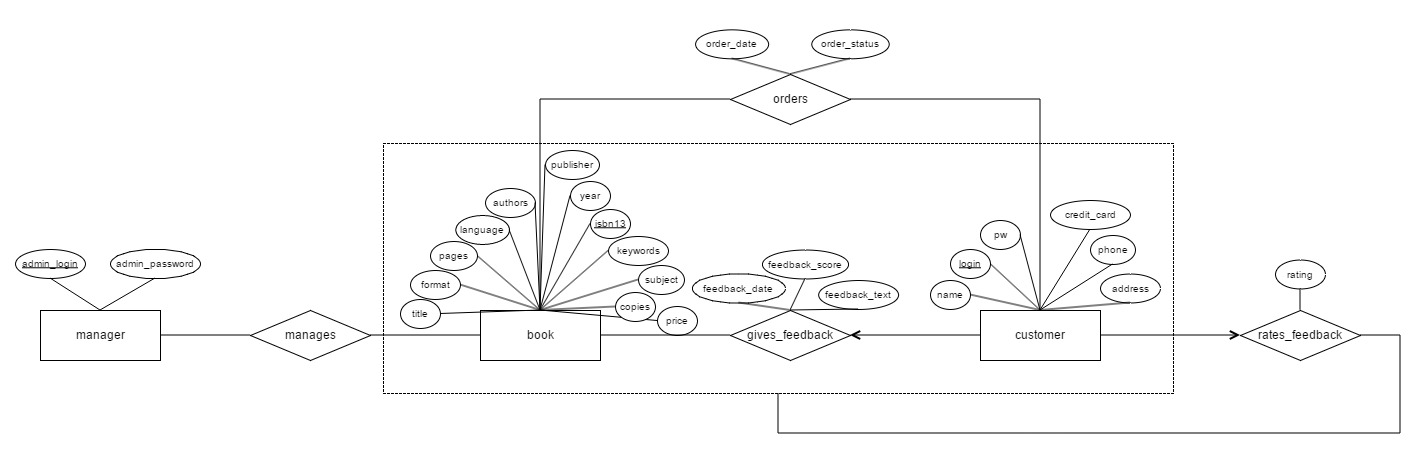 order_date
order_status
orders
publisher
year
authors
isbn13
language
keywords
pages
subject
format
copies
title
price
admin_login
admin_password
manager
manages
book
feedback_score
feedback_date
feedback_text
gives_feedback
credit_card
pw
phone
login
address
name
customer
rating
rates_feedback